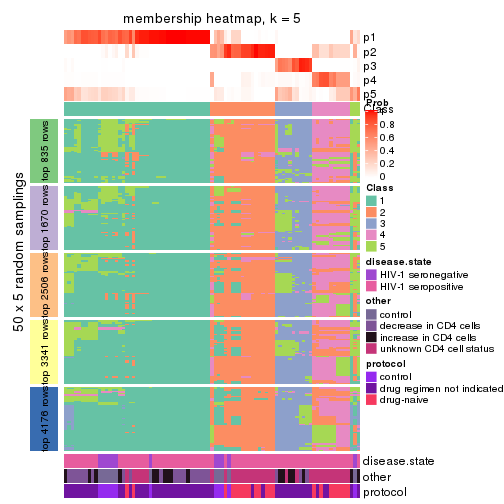 membership heatmap, k = 5
p1
p2
p3
p4
p5
Class
Prob
0.8
0.6
0.4
0.2
0
Class
1
2
3
4
5
disease.state
HIV-1 seronegative
HIV-1 seropositive
other
control
decrease in CD4 cells
increase in CD4 cells
unknown CD4 cell status
protocol
control
drug regimen not indicated
drug-naive
50 x 5 random samplings
top 835 rows
top 1670 rows
top 2506 rows
top 3341 rows
top 4176 rows
disease.state
other
protocol